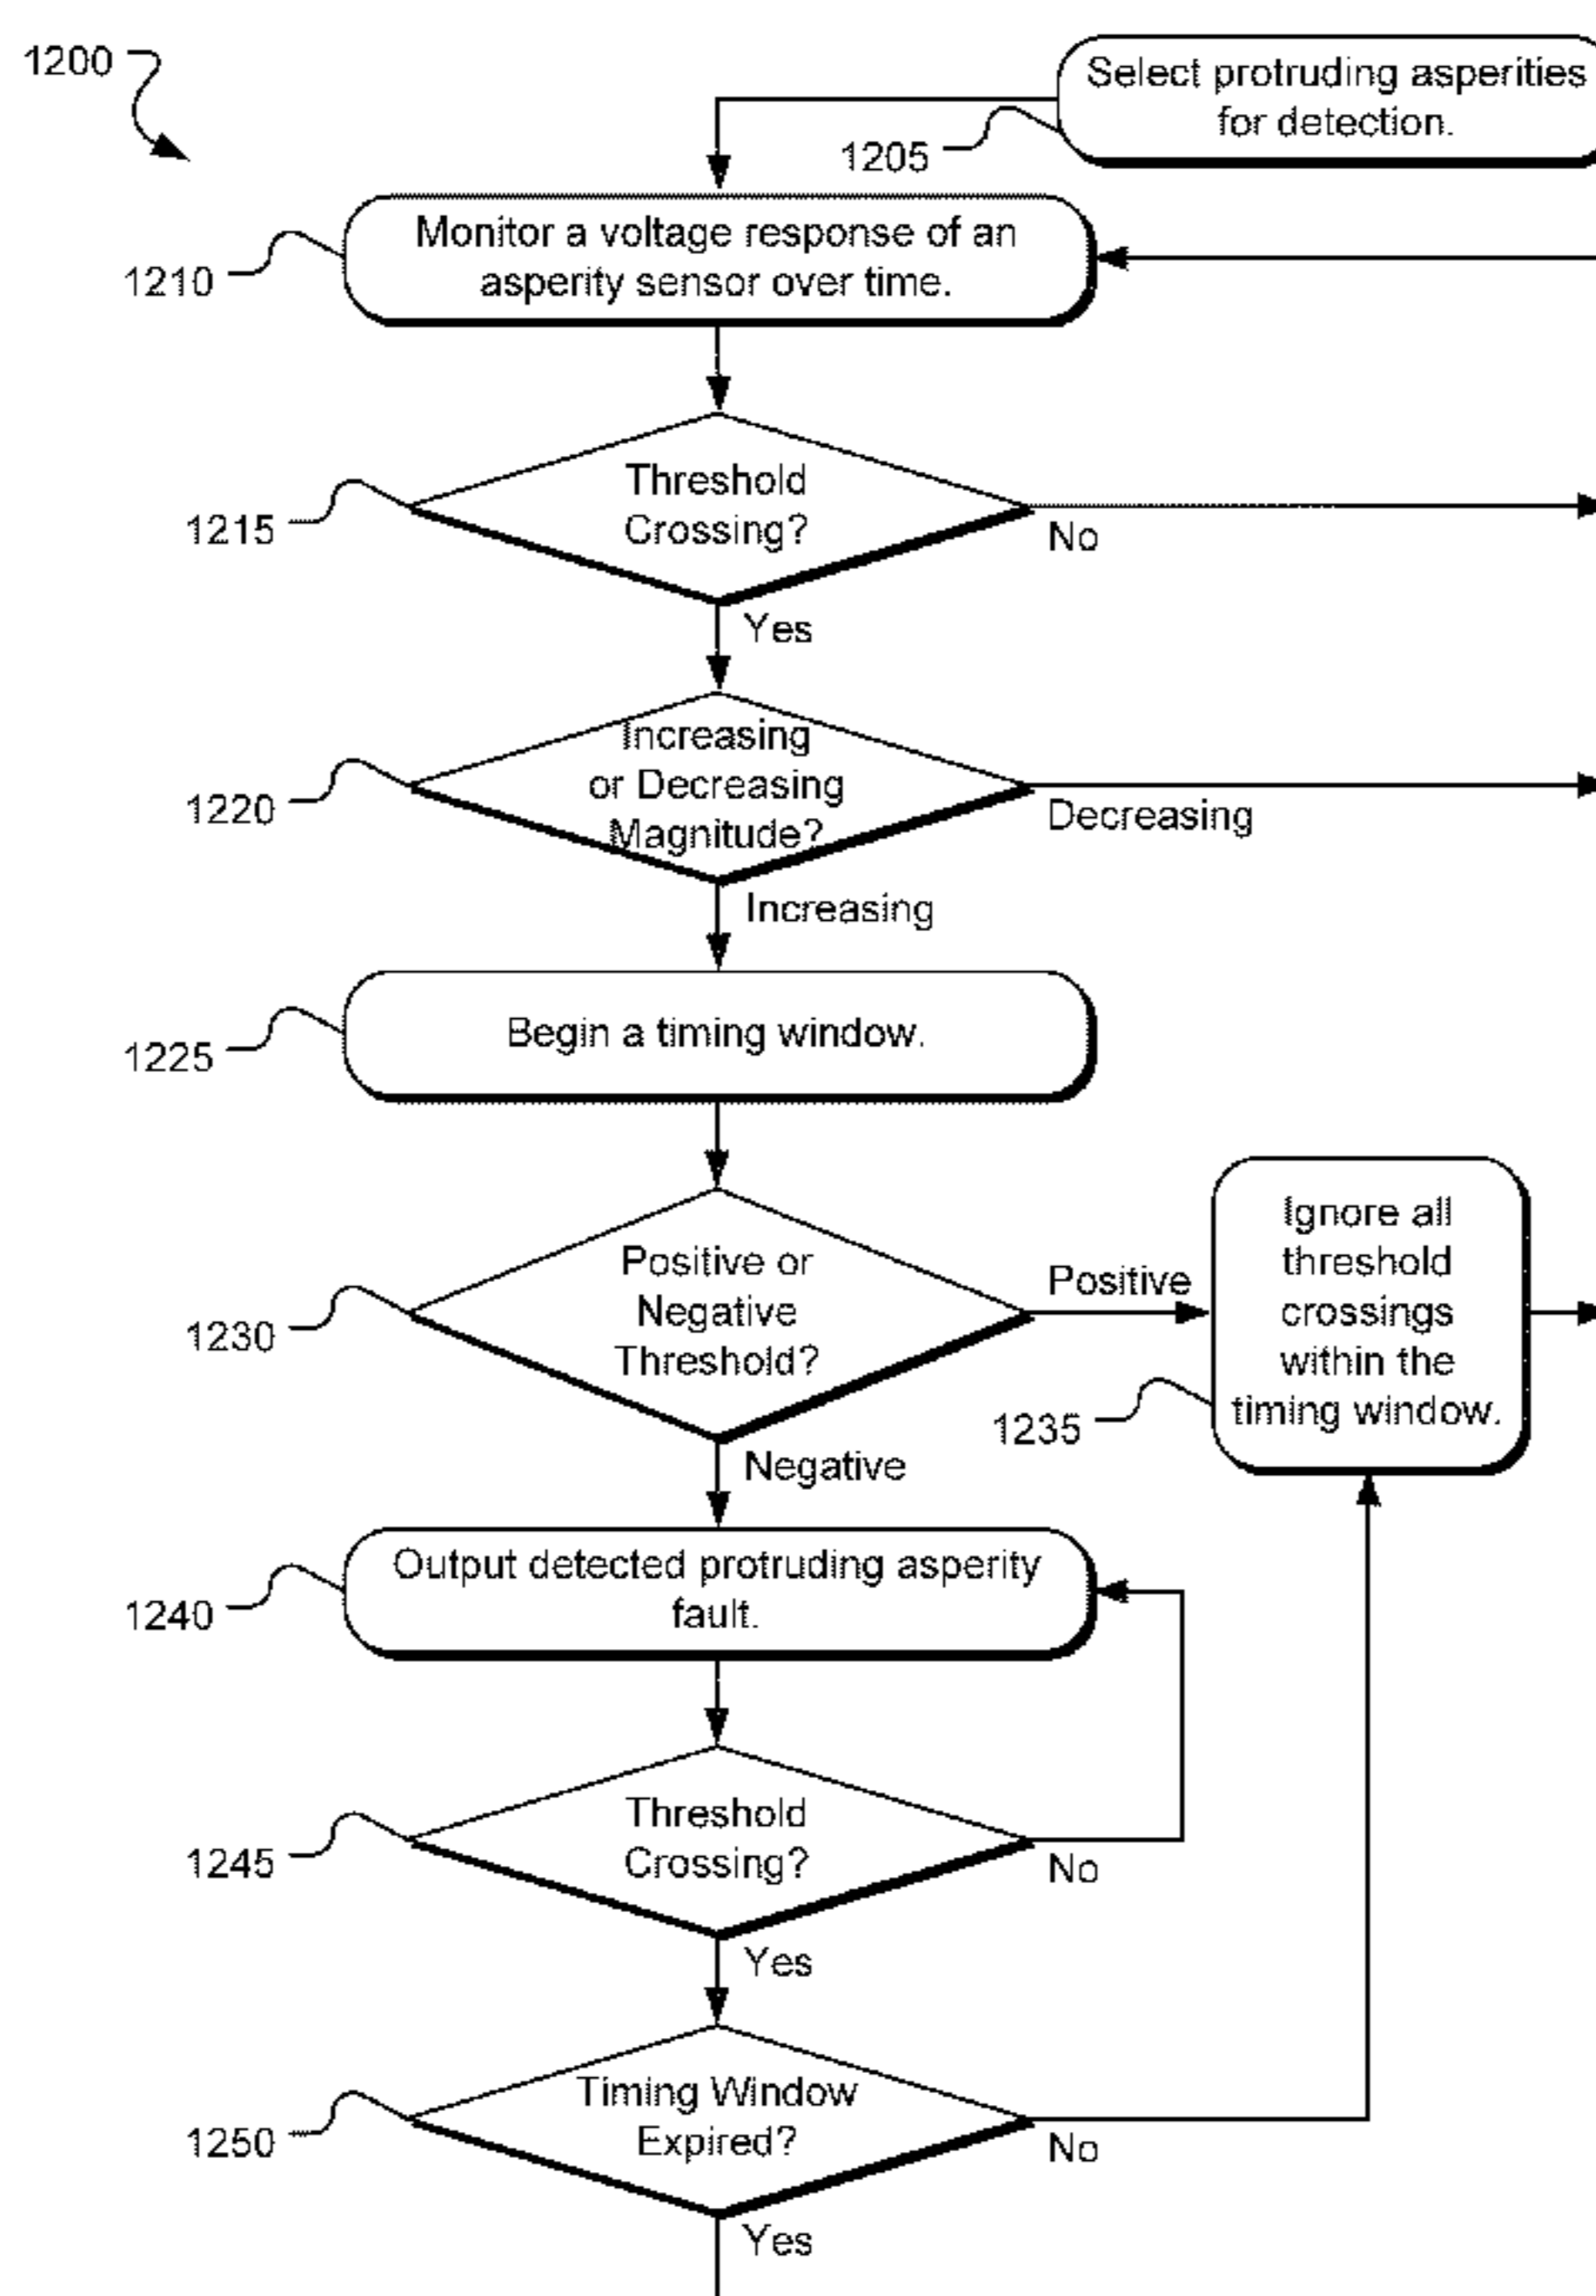 1200
Select protruding asperities
for detection.
1205
Monitor a voltage response of an
asperity sensor over time.
1210
Threshold
Crossing?
1215
No
Yes
Increasing
or Decreasing
Magnitude?
1220
Decreasing
Increasing
Begin a timing window.
1225
Positive or
Negative
Threshold?
1230
Positive
Ignore all
threshold
crossings
within the
timing window.
1235
Negative
Output detected protruding asperity
fault.
1240
Threshold
Crossing?
1245
No
Yes
Timing Window
Expired?
1250
No
Yes